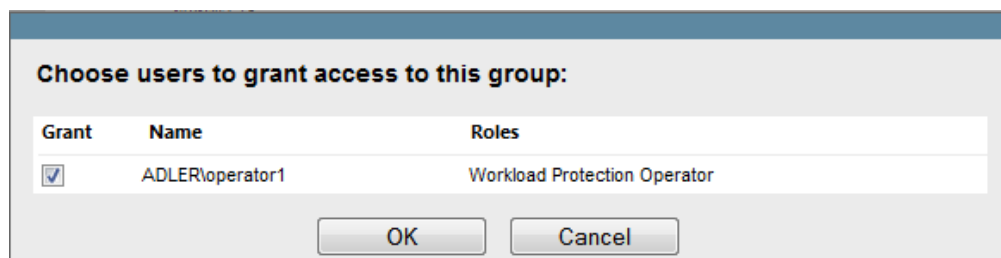 Choose users to grant access to this group:
Grant Name Roles
ADLER\operator1 Workload Protection Operator
OK Cancel